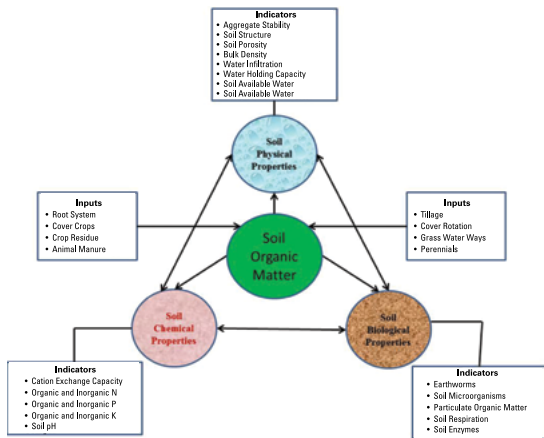 Indicators
• Aggregate Stability
• Soil Structure
• Soil Porosity
• Bulk Density
• Water Infiltration
• Water Holding Capacity
• Soil Available Water
• Soil Available Water
Soil
Physical
Properties
Inputs
• Root System
• Cover Crops
• Crop Residue
• Animal Manure
Soil
Organic
Matter
Inputs
• Tillage
• Cover Rotation
• Grass Water Ways
• Perennials
Soil
Chemical
Properties
Soil
Biological
Properties
Indicators
• Cation Exchange Capacity
• Organic and Inorganic N
• Organic and Inorganic P
• Organic and Inorganic K
• Soil pH
Indicators
• Earthworms
• Soil Microorganisms
• Particulate Organic Matter
• Soil Respiration
• Soil Enzymes